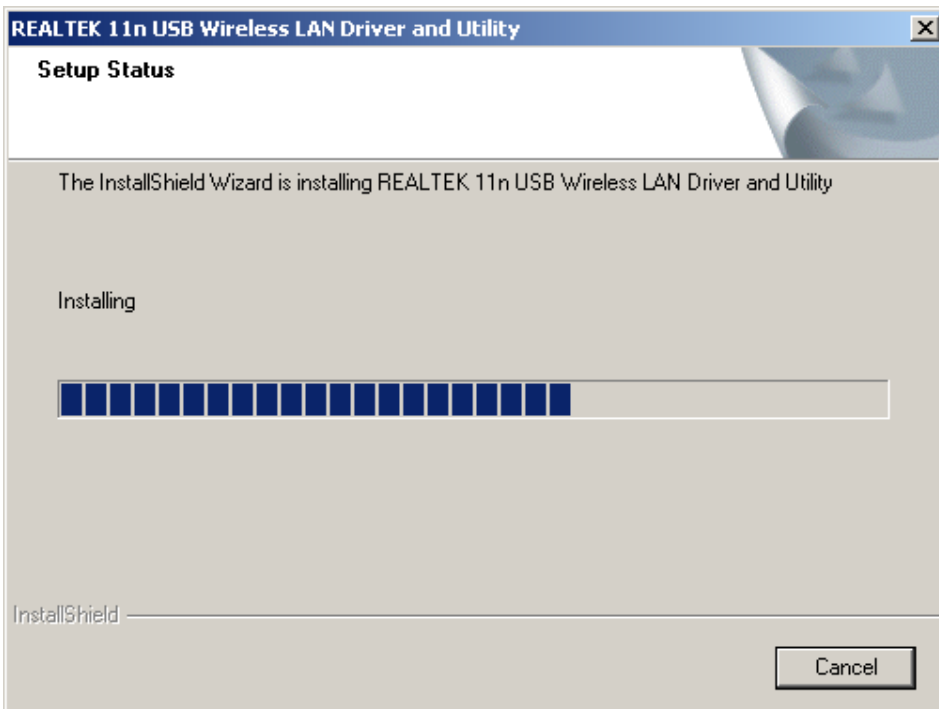 REALTEK 11n USB Wireless LAN Driver and Utility
Setup Status
The InstallShield Wizard is installing REALTEK 11n USB Wireless LAN Driver and Utility
Installing
InstallShield
Cancel